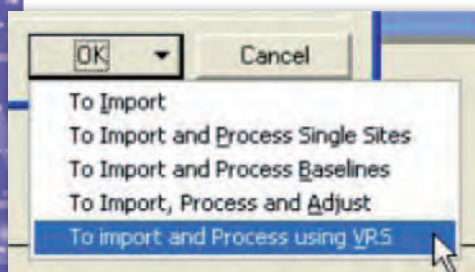 OK Cancel
To Import
To Import and Process Single Sites
To Import and Process Baselines
To Import, Process and Adjust
To import and Process using VRS